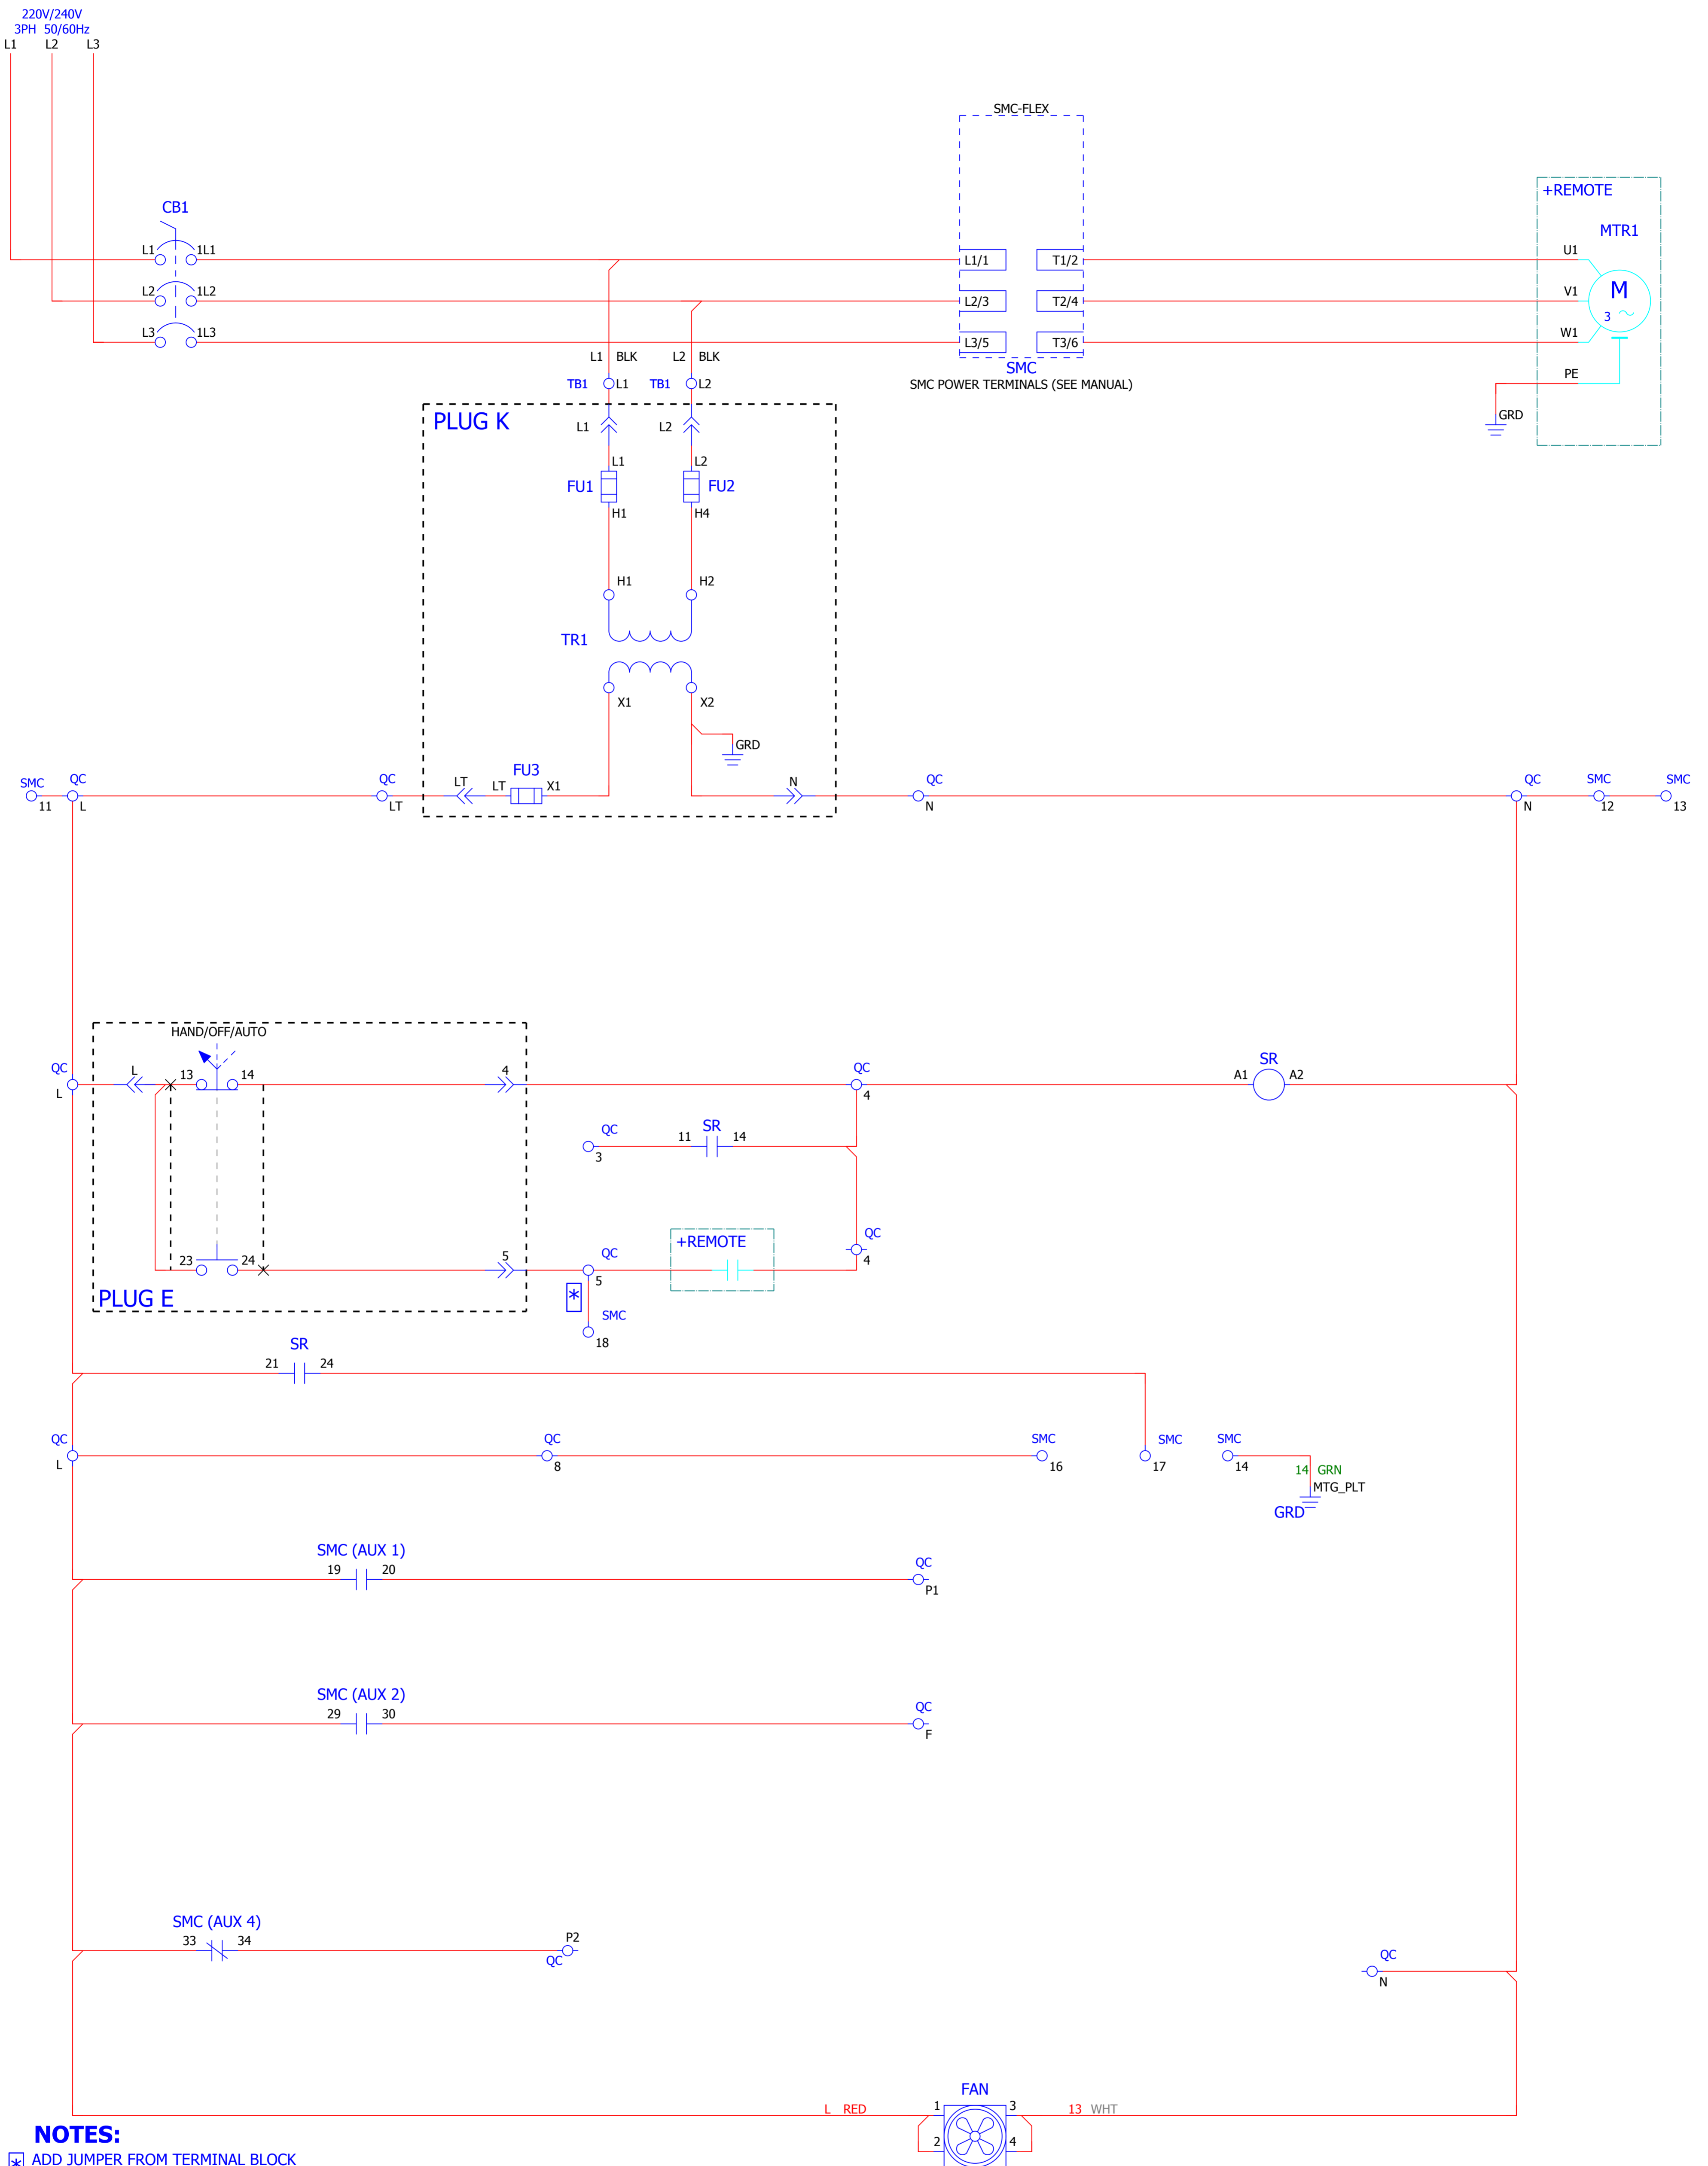 220V/240V
3PH 50/60Hz
L1 L2 L3
SMC-FLEX
+REMOTE
CB1
MTR1
L1 1L1 L1/1 T1/2 U1
L2 1L2 L2/3 T2/4 V1
M
3
L3 1L3 L3/5 T3/6 W1
L1 BLK L2 BLK
SMC
SMC POWER TERMINALS (SEE MANUAL)
PE
GRD
TB1 L1 TB1 L2
PLUG K
L1 L2
L1 L2
FU1 FU2
H1 H4
H1 H2
TR1
X1 X2
GRD
SMC QC QC LT LT FU3 X1 N QC QC SMC SMC
11 L LT N N 12 13
HAND/OFF/AUTO
QC L 13 14 4 QC A1 SR A2
L 4
QC 11 SR 14
3
+REMOTE
QC
4
23 24 5 QC
5
*
PLUG E
SMC
18
SR
21 24
QC QC SMC SMC SMC
L 8 16 17 14
14 GRN
MTG_PLT
GRD
SMC (AUX 1)
19 20 QC
P1
SMC (AUX 2)
29 30 QC
F
SMC (AUX 4)
33 34 P2
QC
QC
N
FAN
L RED 1 3 13 WHT
2 4
NOTES:
* ADD JUMPER FROM TERMINAL BLOCK